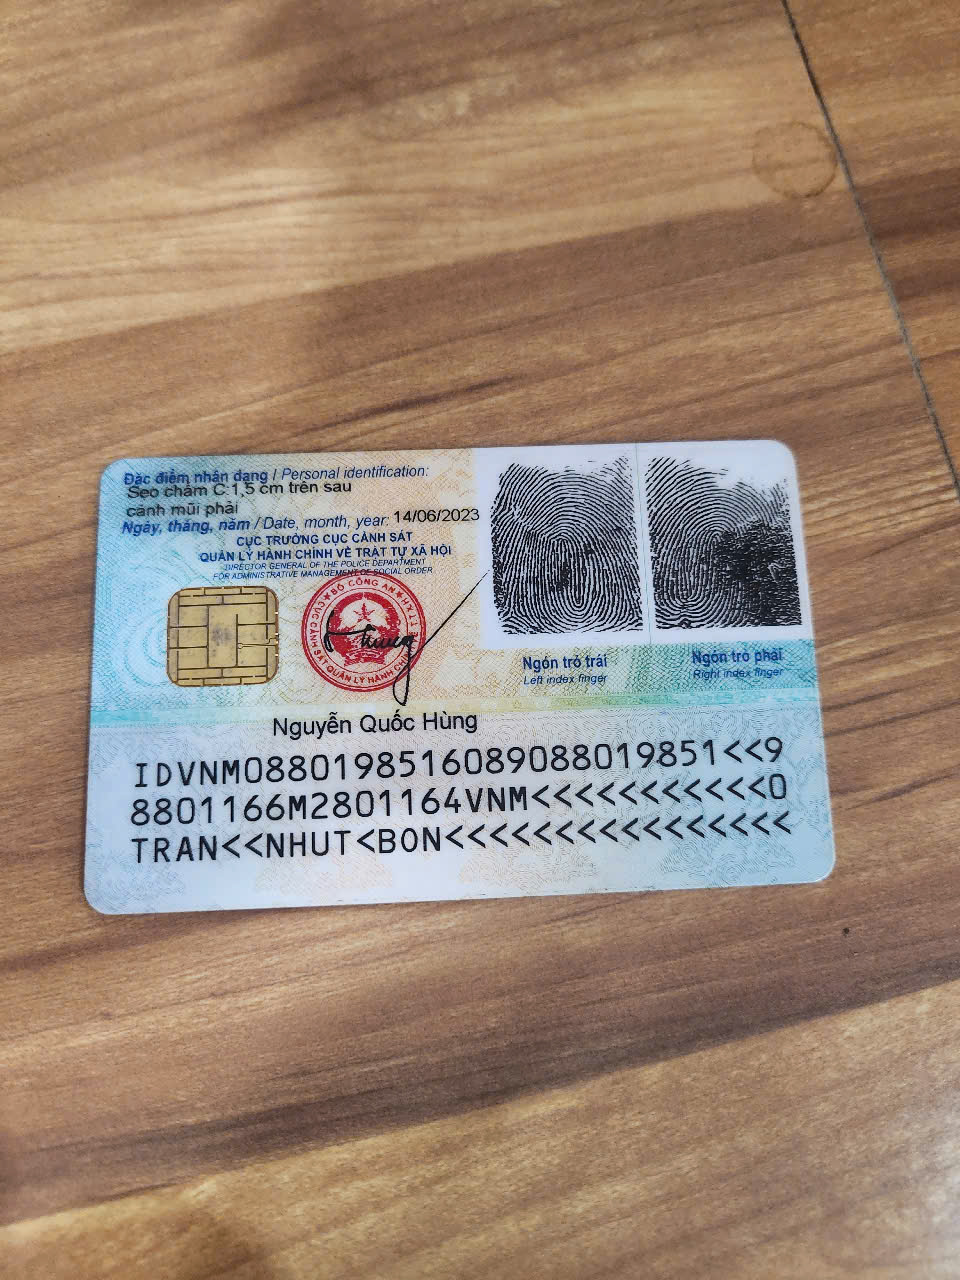 Đặc điểm nhân dạng / Personal identification:
Sẹo chấm C:1,5 cm trên sau
cánh mũi phải
Ngày, tháng, năm / Date, month, year: 14/06/2023
CỤC TRƯỞNG CỤC CẢNH SÁT
QUẢN LÝ HÀNH CHÍNH VỀ TRẬT TỰ XÃ HỘI
DIRECTOR GENERAL OF THE POLICE DEPARTMENT
FOR ADMINISTRATIVE MANAGEMENT OF SOCIAL ORDER
BỘ CÔNG AN
CỤC CẢNH SÁT QUẢN LÝ HÀNH CHÍNH VỀ TTXH
Ngón trỏ trái
Left index finger
Ngón trỏ phải
Right index finger
Nguyễn Quốc Hùng
IDVNM0880198516089088019851<<9
8801166M2801164VNM<<<<<<<<<<<0
TRAN<<NHUT<BON<<<<<<<<<<<<<<<<